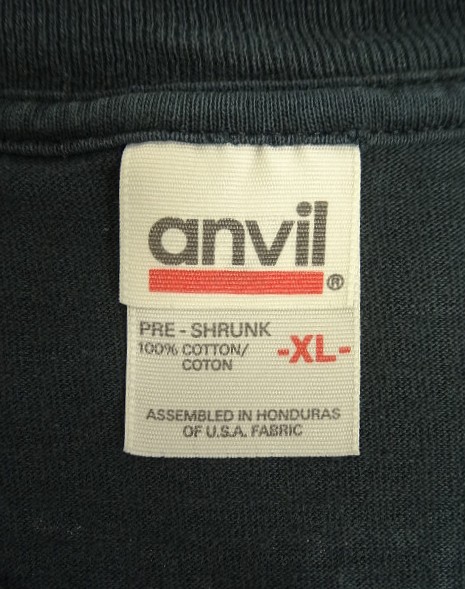 anvil®
PRE - SHRUNK
100% COTTON/ -XL-
COTON
ASSEMBLED IN HONDURAS
OF U.S.A. FABRIC